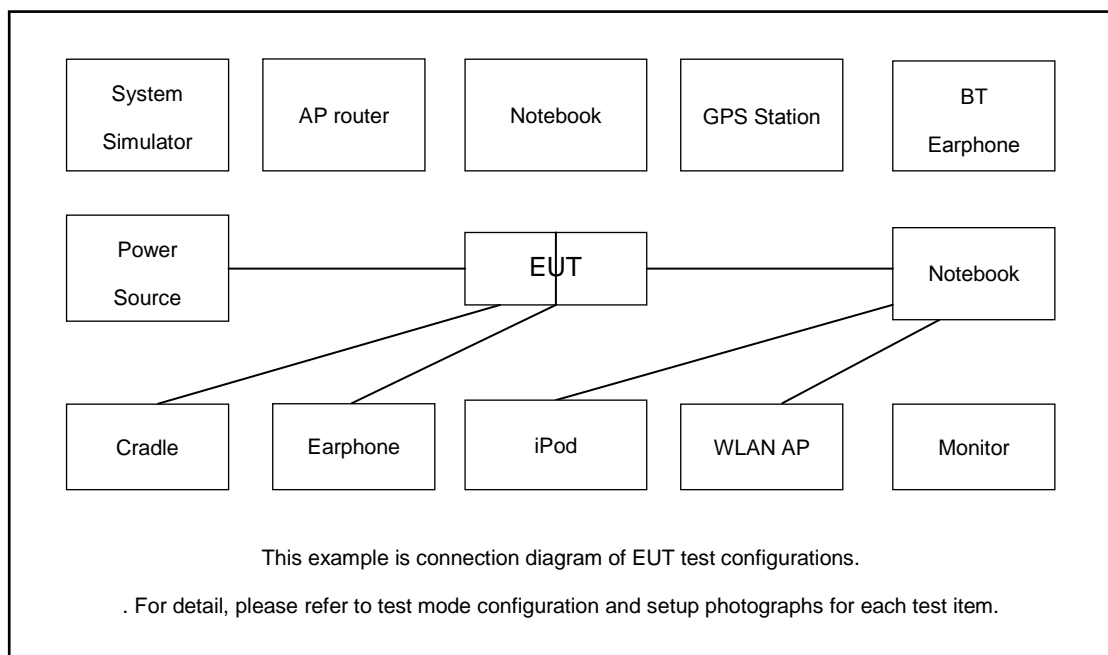 System
Simulator
AP router
Notebook
GPS Station
BT
Earphone
Power
Source
EUT
Notebook
Cradle
Earphone
iPod
WLAN AP
Monitor
This example is connection diagram of EUT test configurations.
. For detail, please refer to test mode configuration and setup photographs for each test item.